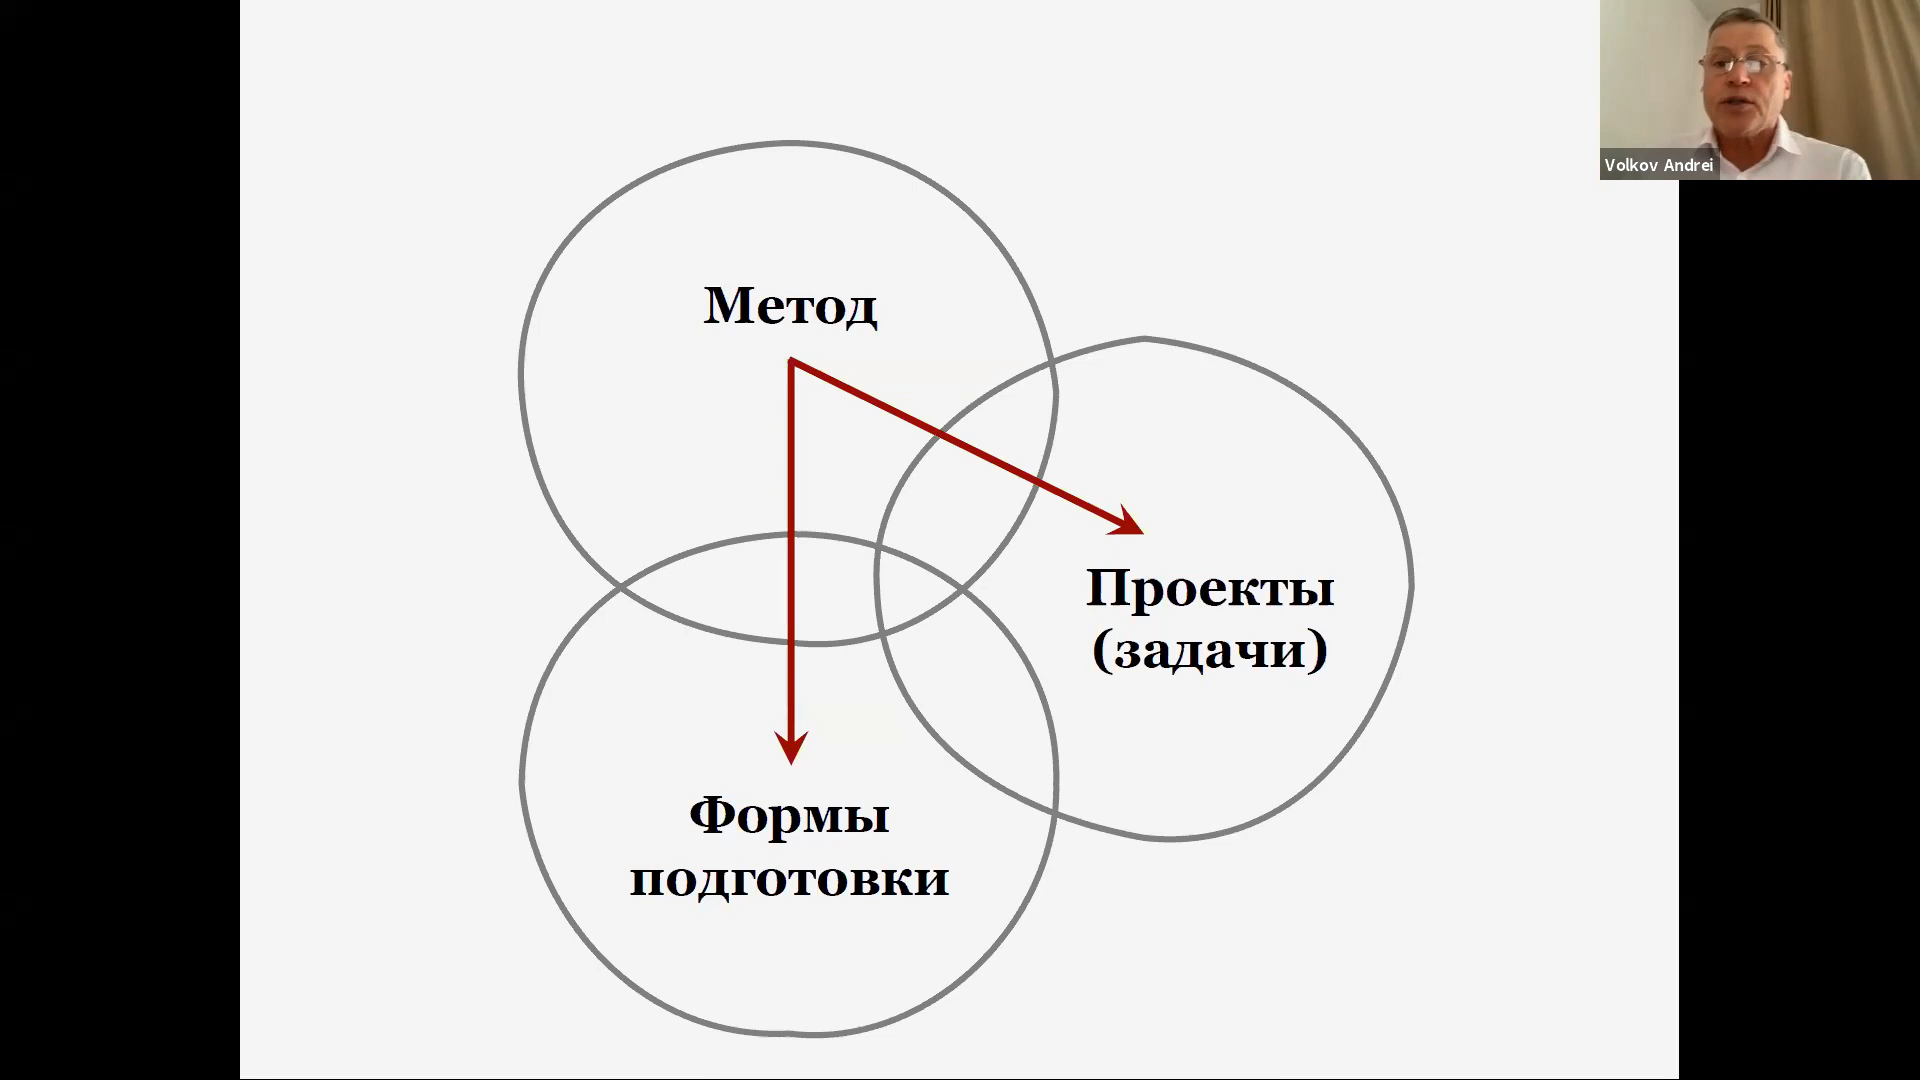 Volkov Andrei
Метод
Проекты
(задачи)
Формы
подготовки